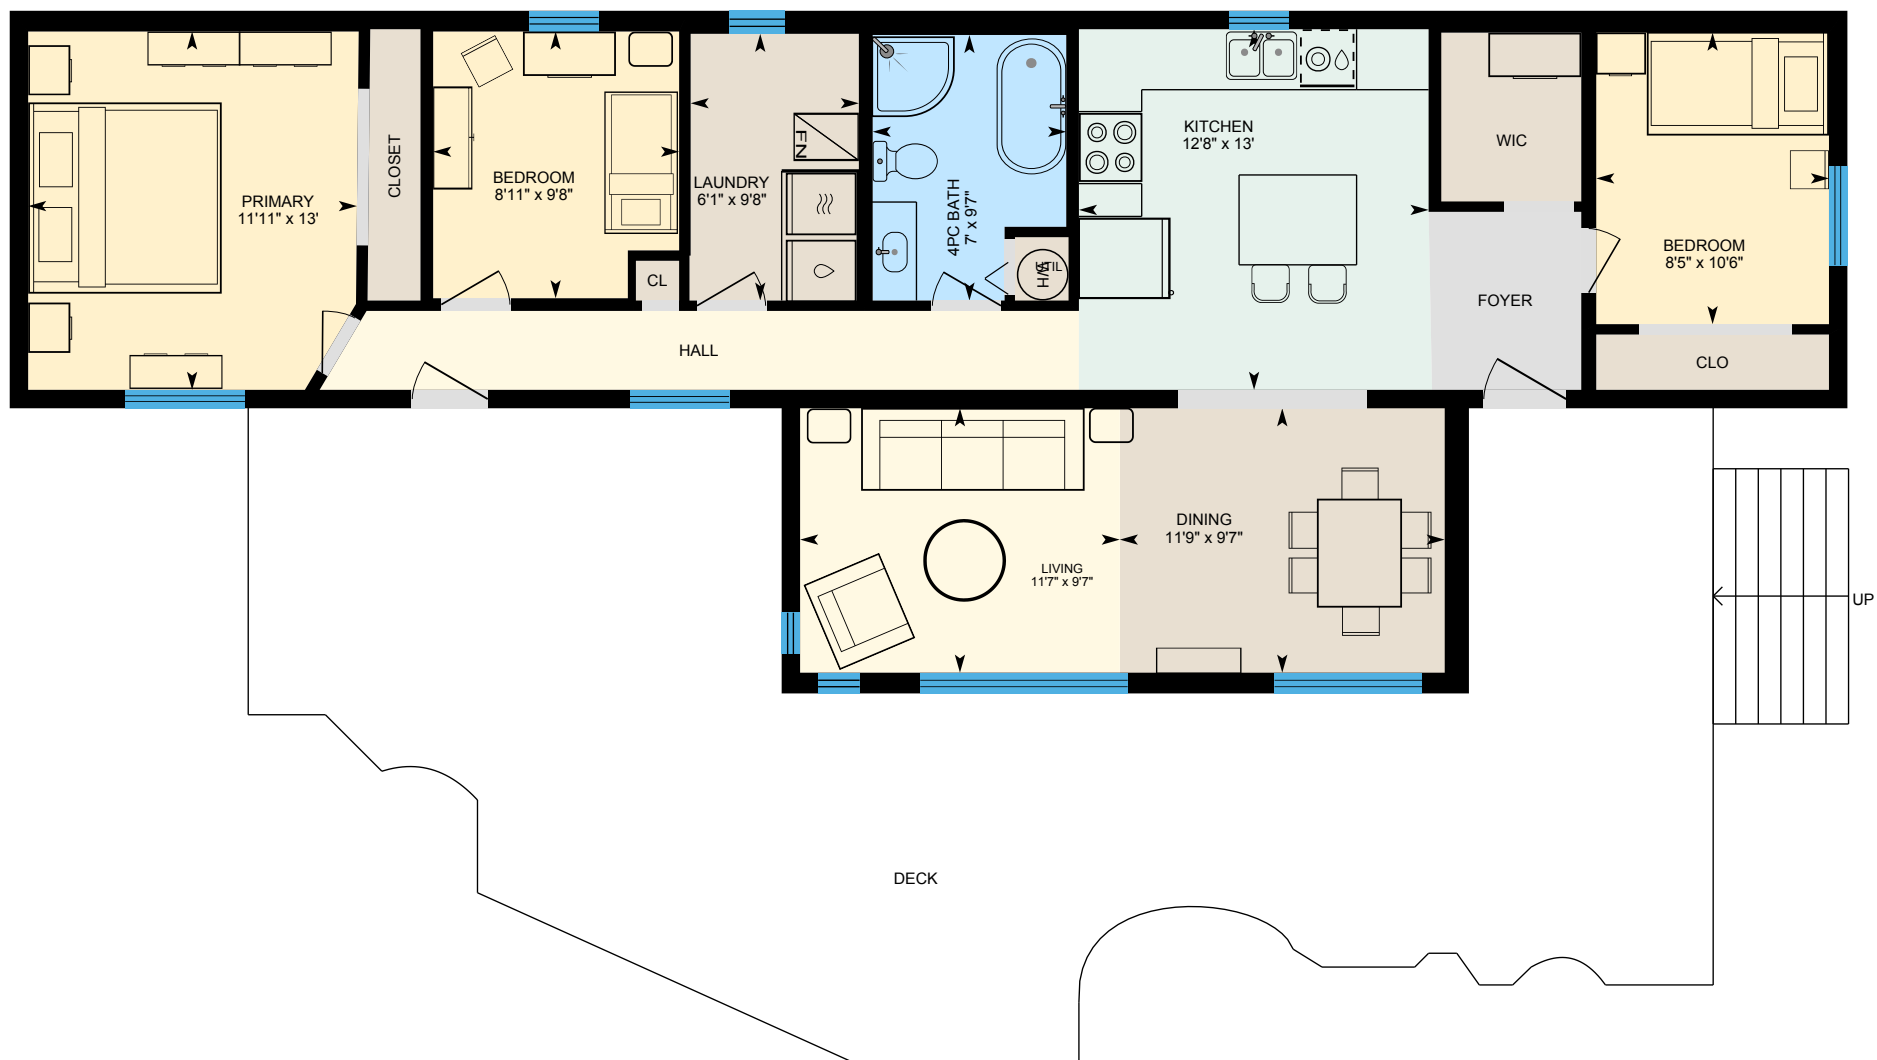 PRIMARY
11'11" x 13'
CLOSET
BEDROOM
8'11" x 9'8"
CL
LAUNDRY
6'1" x 9'8"
FN
4PC BATH
7' x 9'7"
UTIL
H/W
KITCHEN
12'8" x 13'
WIC
FOYER
BEDROOM
8'5" x 10'6"
CLO
HALL
LIVING
11'7" x 9'7"
DINING
11'9" x 9'7"
UP
DECK